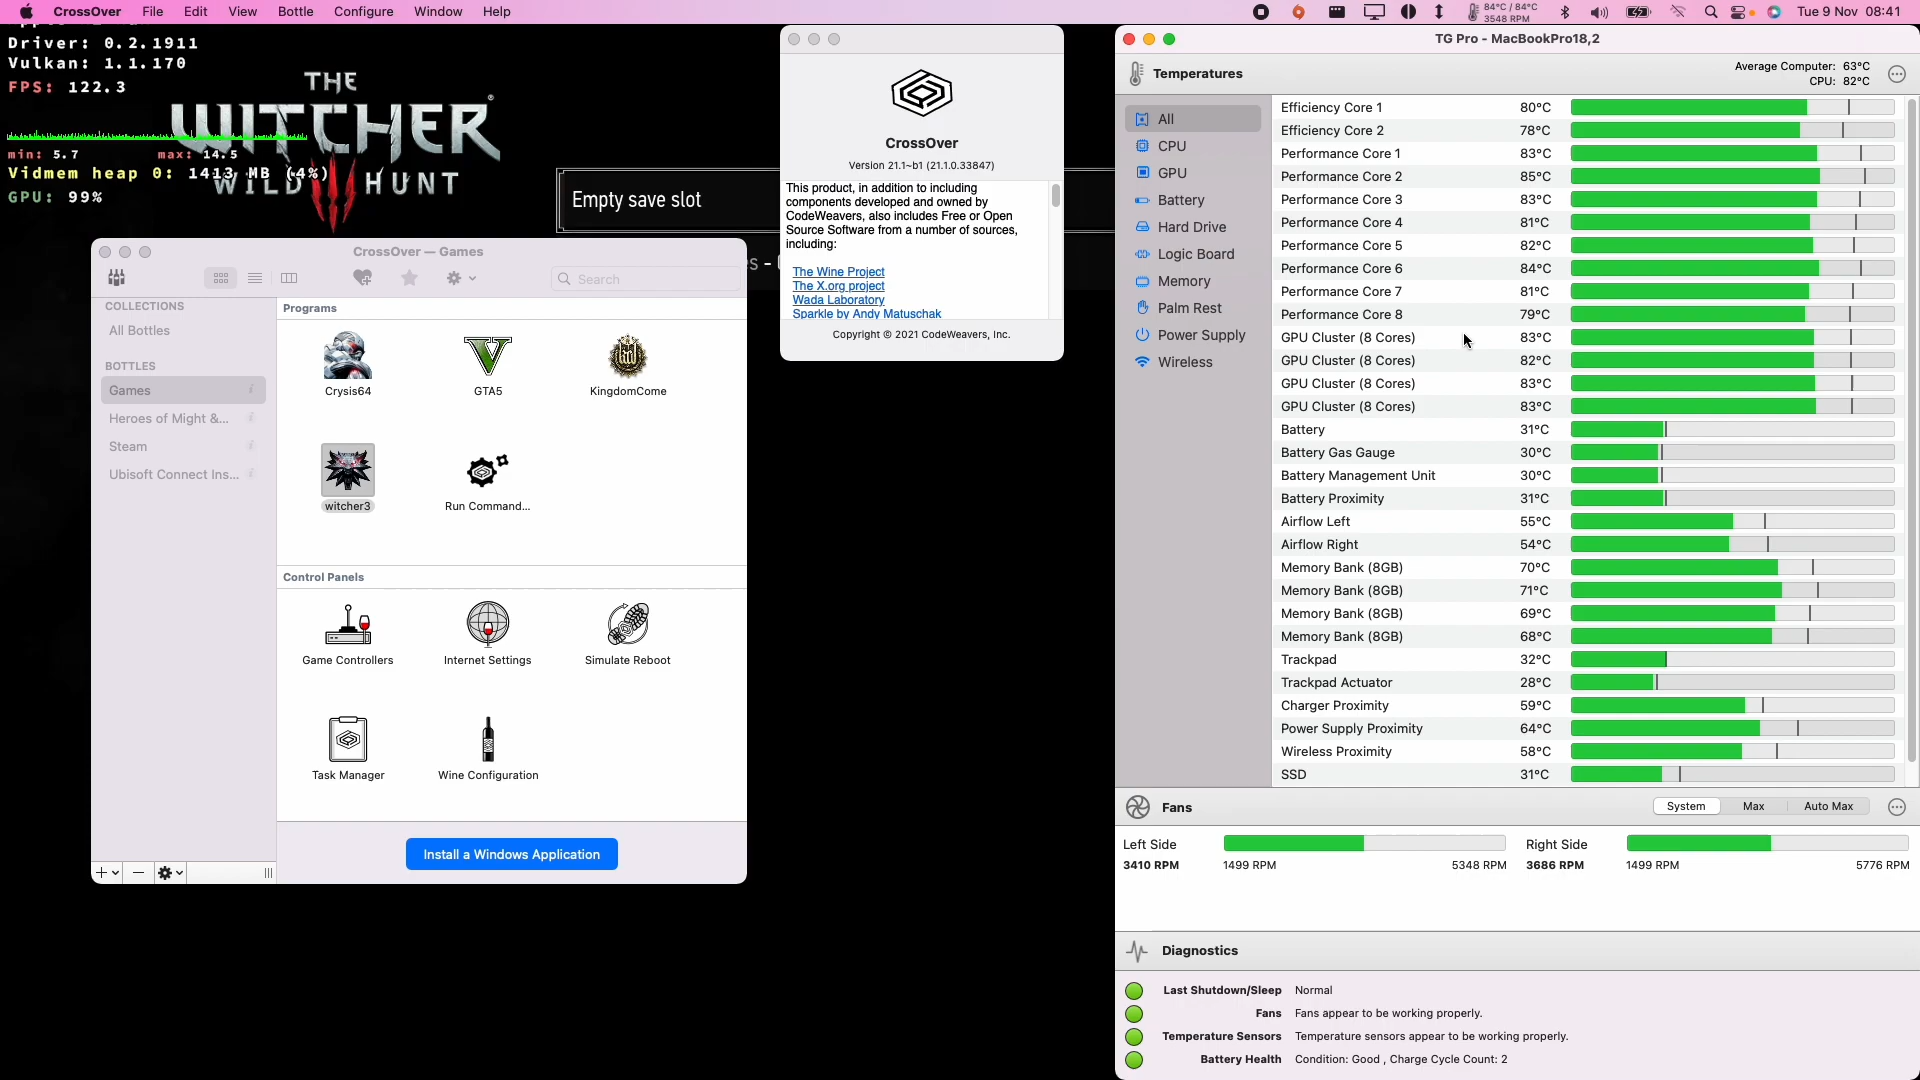 CrossOver File Edit View Bottle Configure Window Help
84°C / 84°C
3548 RPM
Tue 9 Nov 08:41
Driver: 0.2.1911
Vulkan: 1.1.170
FPS: 122.3
min: 5.7 max: 14.5
Vidmem heap 0: 1413 MB (4%)
GPU: 99%
THE
WITCHER
WILD HUNT
Empty save slot
CrossOver
Version 21.1~b1 (21.1.0.33847)
This product, in addition to including
components developed and owned by
CodeWeavers, also includes Free or Open
Source Software from a number of sources,
including:
The Wine Project
The X.org project
Wada Laboratory
Sparkle by Andy Matuschak
Copyright © 2021 CodeWeavers, Inc.
CrossOver — Games
Search
COLLECTIONS
All Bottles
BOTTLES
Games
Heroes of Might &...
Steam
Ubisoft Connect Ins...
Programs
Crysis64
GTA5
KingdomCome
witcher3
Run Command...
Control Panels
Game Controllers
Internet Settings
Simulate Reboot
Task Manager
Wine Configuration
Install a Windows Application
TG Pro - MacBookPro18,2
Temperatures
Average Computer: 63°C
CPU: 82°C
All
CPU
GPU
Battery
Hard Drive
Logic Board
Memory
Palm Rest
Power Supply
Wireless
Efficiency Core 1 80°C
Efficiency Core 2 78°C
Performance Core 1 83°C
Performance Core 2 85°C
Performance Core 3 83°C
Performance Core 4 81°C
Performance Core 5 82°C
Performance Core 6 84°C
Performance Core 7 81°C
Performance Core 8 79°C
GPU Cluster (8 Cores) 83°C
GPU Cluster (8 Cores) 82°C
GPU Cluster (8 Cores) 83°C
GPU Cluster (8 Cores) 83°C
Battery 31°C
Battery Gas Gauge 30°C
Battery Management Unit 30°C
Battery Proximity 31°C
Airflow Left 55°C
Airflow Right 54°C
Memory Bank (8GB) 70°C
Memory Bank (8GB) 71°C
Memory Bank (8GB) 69°C
Memory Bank (8GB) 68°C
Trackpad 32°C
Trackpad Actuator 28°C
Charger Proximity 59°C
Power Supply Proximity 64°C
Wireless Proximity 58°C
SSD 31°C
Fans
System Max Auto Max
Left Side
3410 RPM 1499 RPM 5348 RPM
Right Side
3686 RPM 1499 RPM 5776 RPM
Diagnostics
Last Shutdown/Sleep Normal
Fans Fans appear to be working properly.
Temperature Sensors Temperature sensors appear to be working properly.
Battery Health Condition: Good , Charge Cycle Count: 2